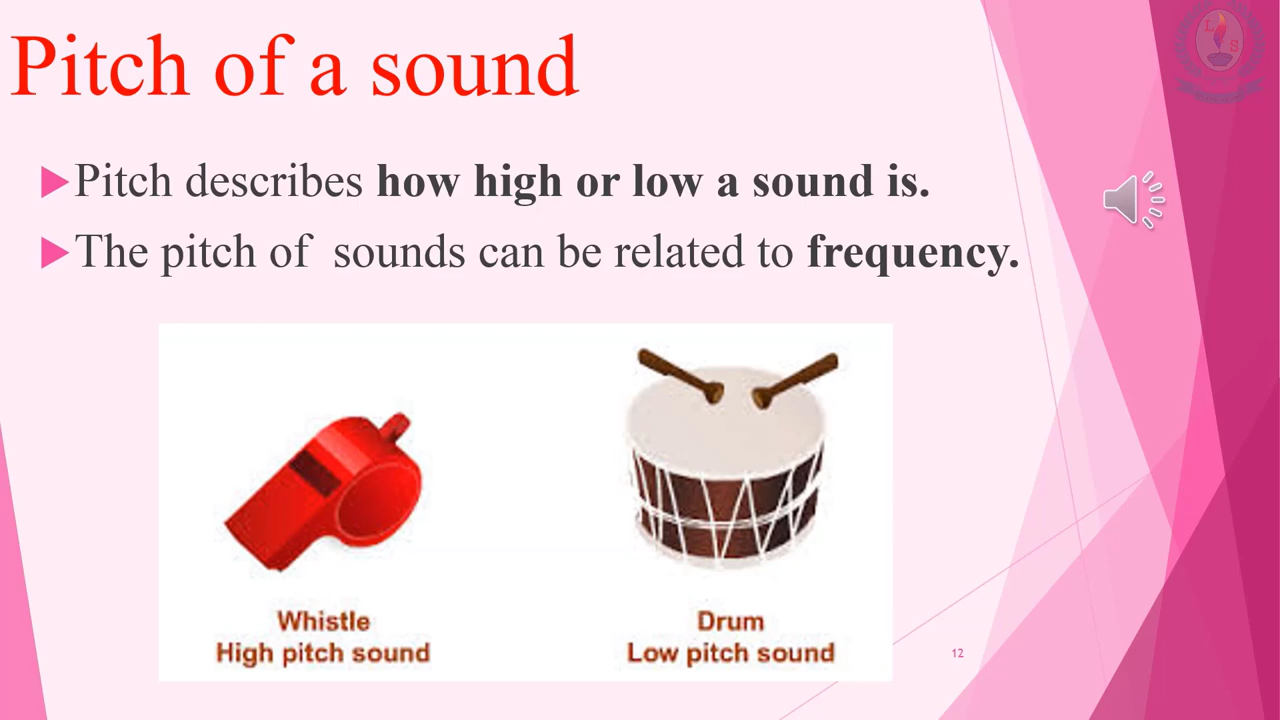 Pitch of a sound
Pitch describes how high or low a sound is.
The pitch of  sounds can be related to frequency.
Whistle
High pitch sound
Drum
Low pitch sound
12
L
S